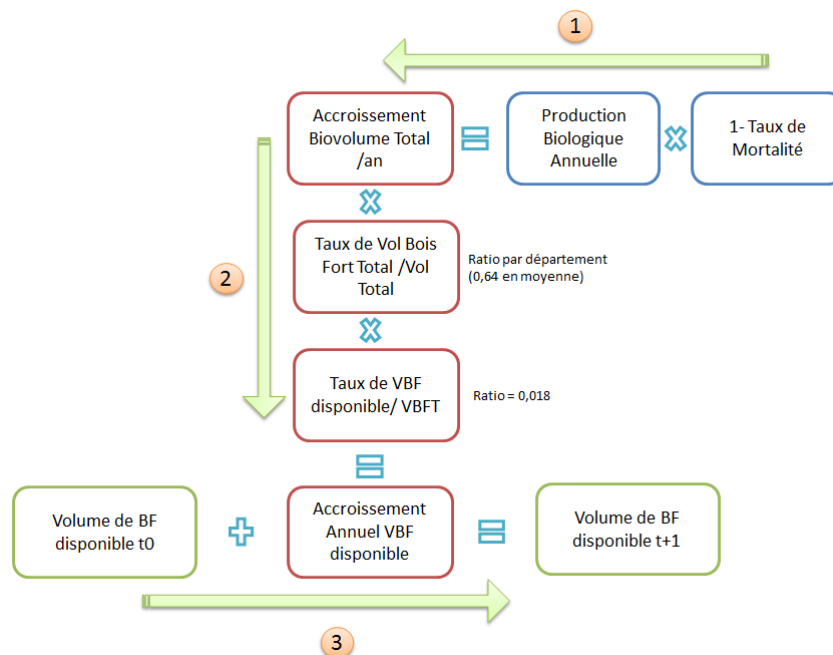 1
Accroissement
Biovolume Total
/an
Production
Biologique
Annuelle
1- Taux de
Mortalité
2
Taux de Vol Bois
Fort Total /Vol
Total
Ratio par département
(0,64 en moyenne)
Taux de VBF
disponible/ VBFT
Ratio = 0,018
Volume de BF
disponible t0
Accroissement
Annuel VBF
disponible
Volume de BF
disponible t+1
3